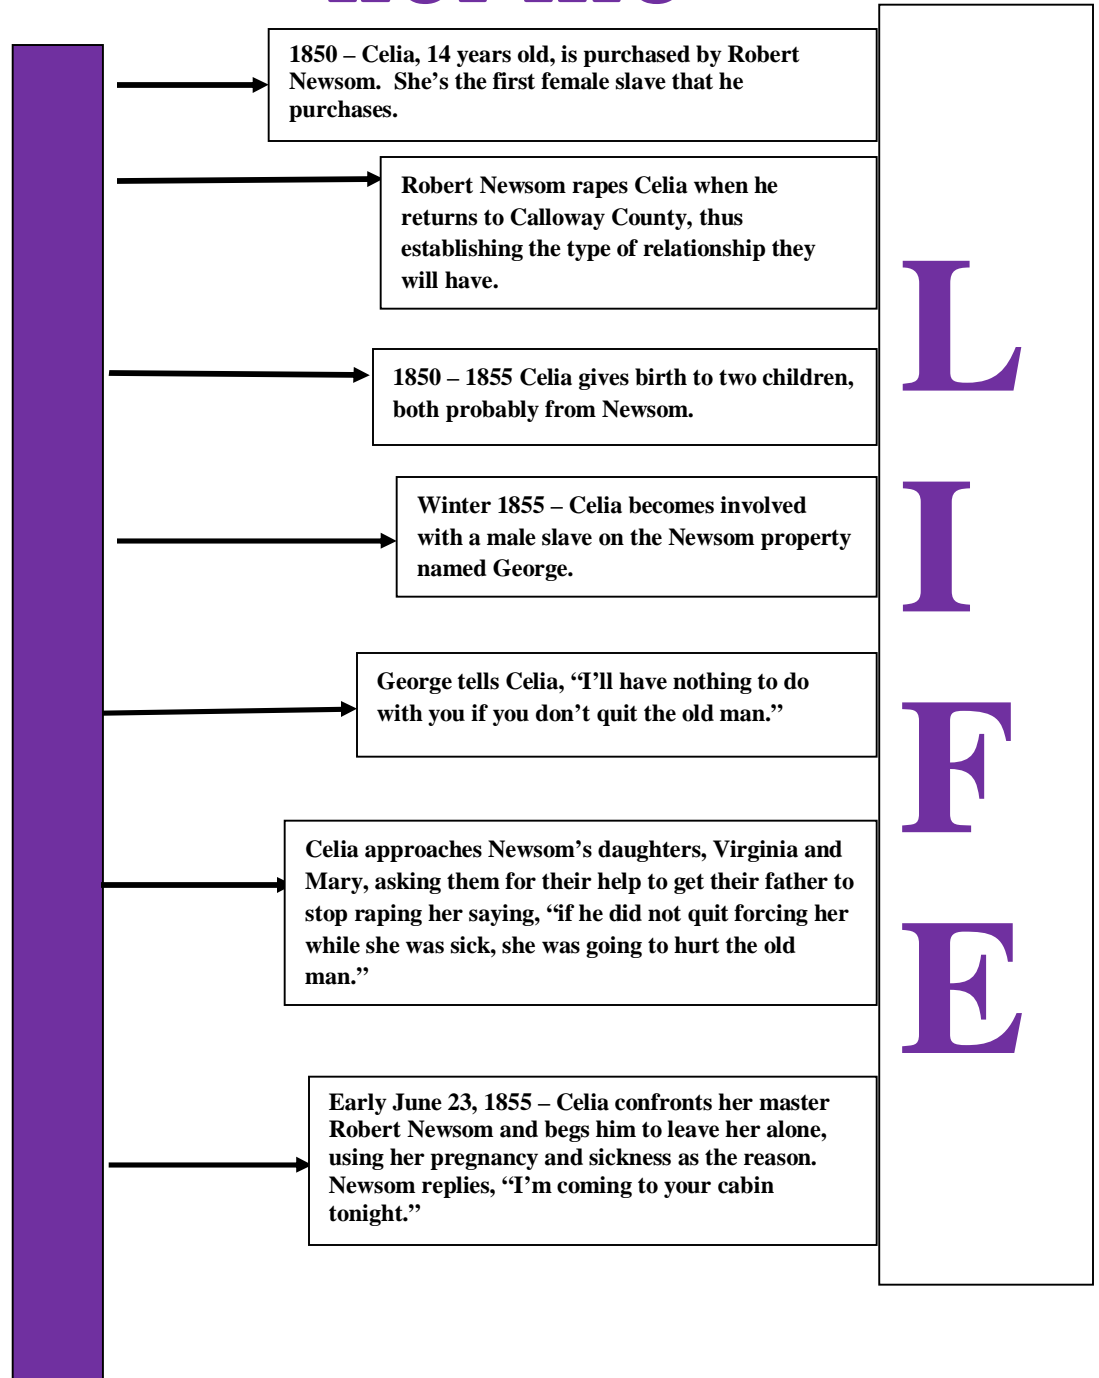 1850 – Celia, 14 years old, is purchased by Robert
Newsom.  She’s the first female slave that he
purchases.
Robert Newsom rapes Celia when he
returns to Calloway County, thus
establishing the type of relationship they
will have.
1850 – 1855 Celia gives birth to two children,
both probably from Newsom.
Winter 1855 – Celia becomes involved
with a male slave on the Newsom property
named George.
George tells Celia, “I’ll have nothing to do
with you if you don’t quit the old man.”
Celia approaches Newsom’s daughters, Virginia and
Mary, asking them for their help to get their father to
stop raping her saying, “if he did not quit forcing her
while she was sick, she was going to hurt the old
man.”
Early June 23, 1855 – Celia confronts her master
Robert Newsom and begs him to leave her alone,
using her pregnancy and sickness as the reason.
Newsom replies, “I’m coming to your cabin
tonight.”
L
I
F
E